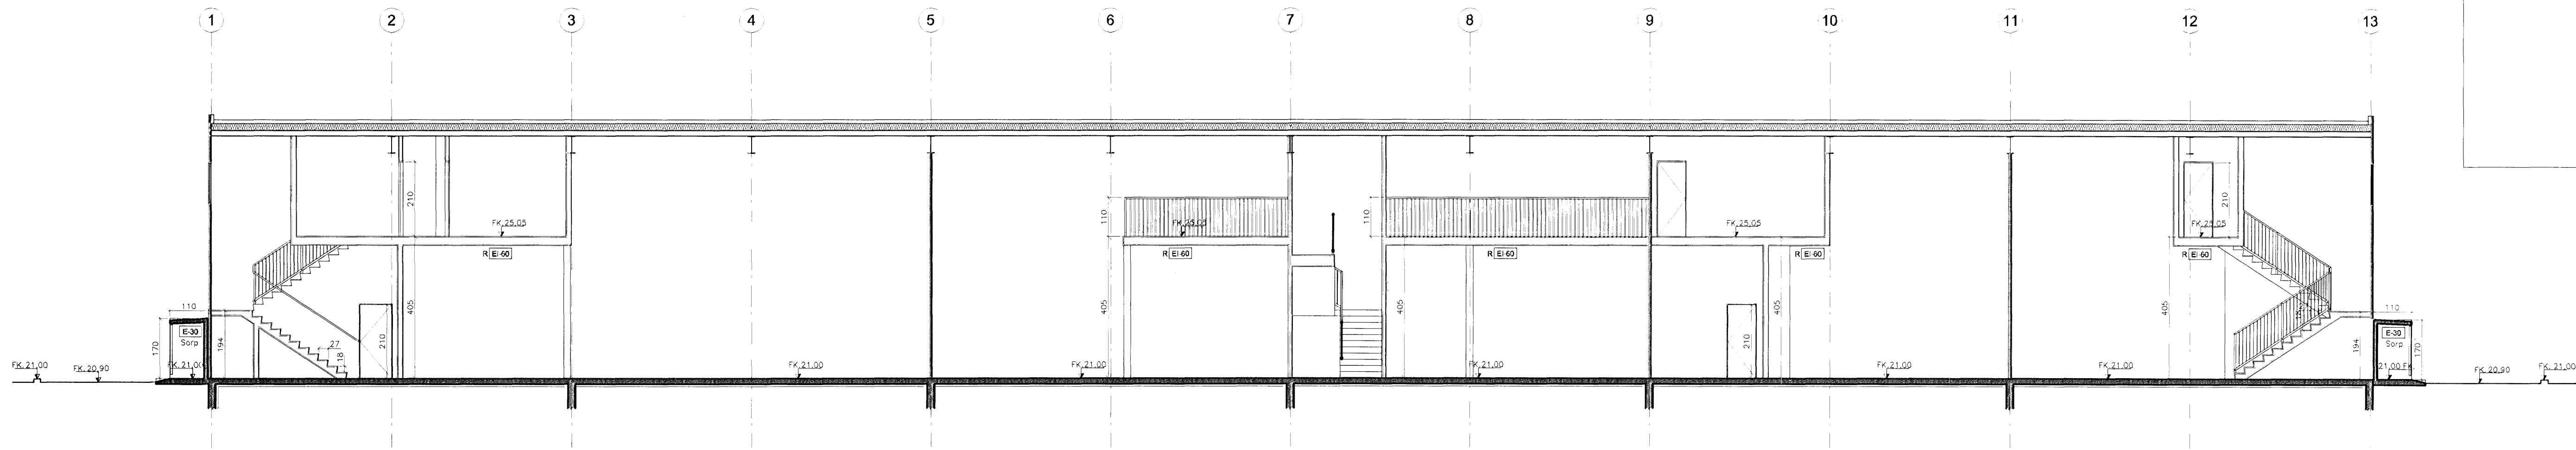 1 2 3 4 5 6 7 8 9 10 11 12 13
210 210
FK.25,05 110 FK.25,05 110 FK.25,05 FK.25,05
R EI-60 R EI-60 R EI-60 R EI-60 R EI-60
405 405 405 405 405
110 110
E-30 E-30
Sorp Sorp
170 194 27 18 210 210 194 170
FK.21,00 FK.20,90 FK.21,00 FK.21,00 FK.21,00 FK.21,00 FK.21,00 FK.21,00 21,00 FK. FK.20,90 FK.21,00